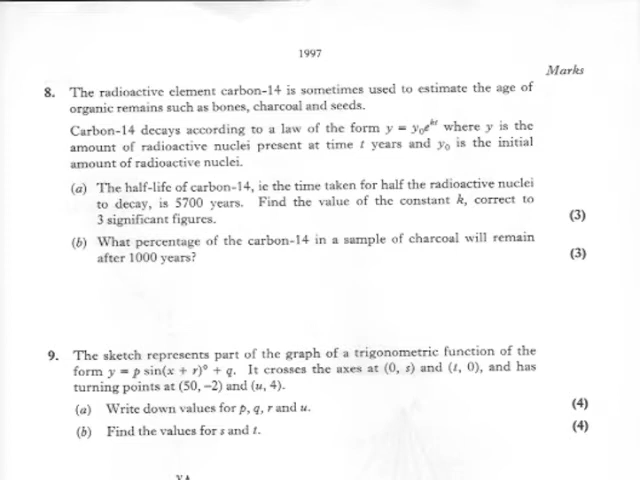 1997
Marks
8. The radioactive element carbon-14 is sometimes used to estimate the age of
organic remains such as bones, charcoal and seeds.
Carbon-14 decays according to a law of the form y = y₀eᵏᵗ where y is the
amount of radioactive nuclei present at time t years and y₀ is the initial
amount of radioactive nuclei.
(a) The half-life of carbon-14, ie the time taken for half the radioactive nuclei
to decay, is 5700 years. Find the value of the constant k, correct to
3 significant figures. (3)
(b) What percentage of the carbon-14 in a sample of charcoal will remain
after 1000 years? (3)
9. The sketch represents part of the graph of a trigonometric function of the
form y = p sin(x + r)° + q. It crosses the axes at (0, s) and (t, 0), and has
turning points at (50, –2) and (u, 4).
(a) Write down values for p, q, r and u. (4)
(b) Find the values for s and t. (4)